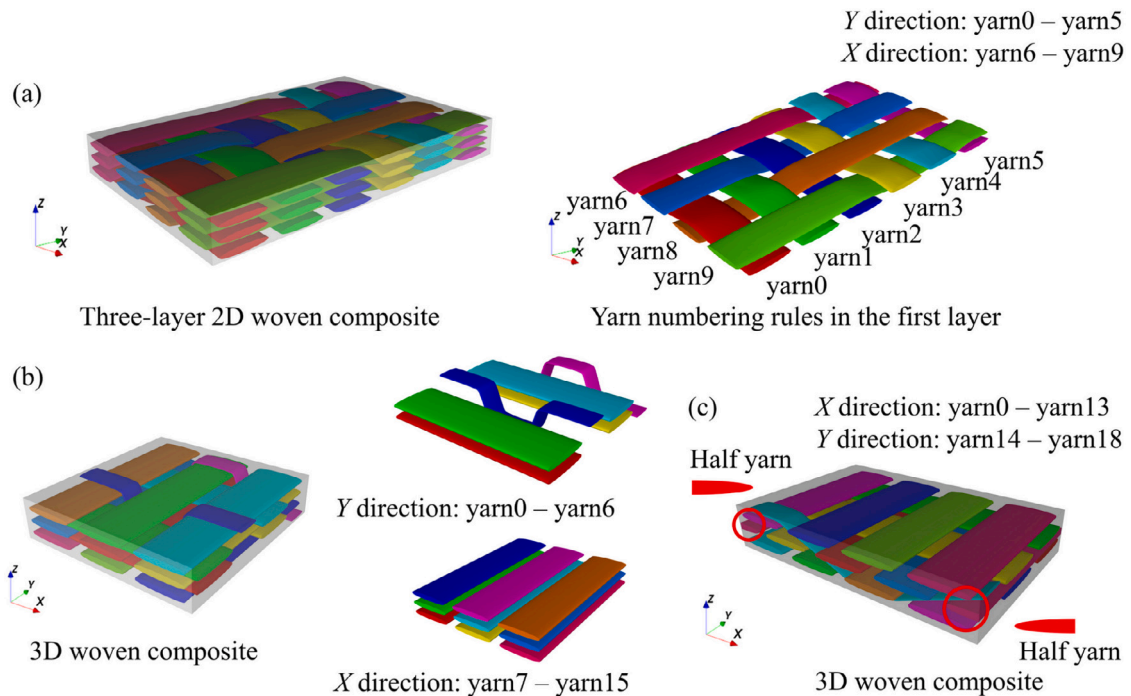 Y direction: yarn0 – yarn5
X direction: yarn6 – yarn9
(a)
Z
Y
X
yarn6
yarn7
yarn8
yarn9
yarn5
yarn4
yarn3
yarn2
yarn1
yarn0
Z
Y
X
Three-layer 2D woven composite
Yarn numbering rules in the first layer
(b)
Y direction: yarn0 – yarn6
Z
Y
X
3D woven composite
X direction: yarn7 – yarn15
(c)
X direction: yarn0 – yarn13
Y direction: yarn14 – yarn18
Half yarn
Z
Y
X
Half yarn
3D woven composite